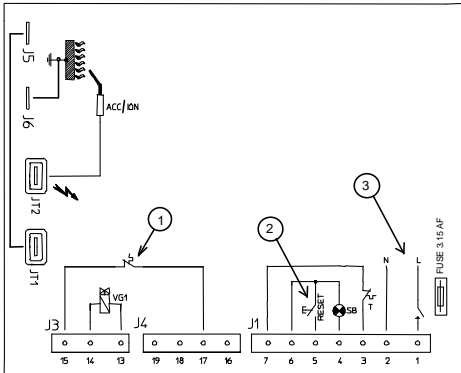 J5
J6
ACC/ION
JT2
JT1
1
2
3
N
L
FUSE 3.15 AF
VG1
RESET
SB
T
J3
J4
J1
15 14 13
19 18 17 16
7 6 5 4 3 2 1